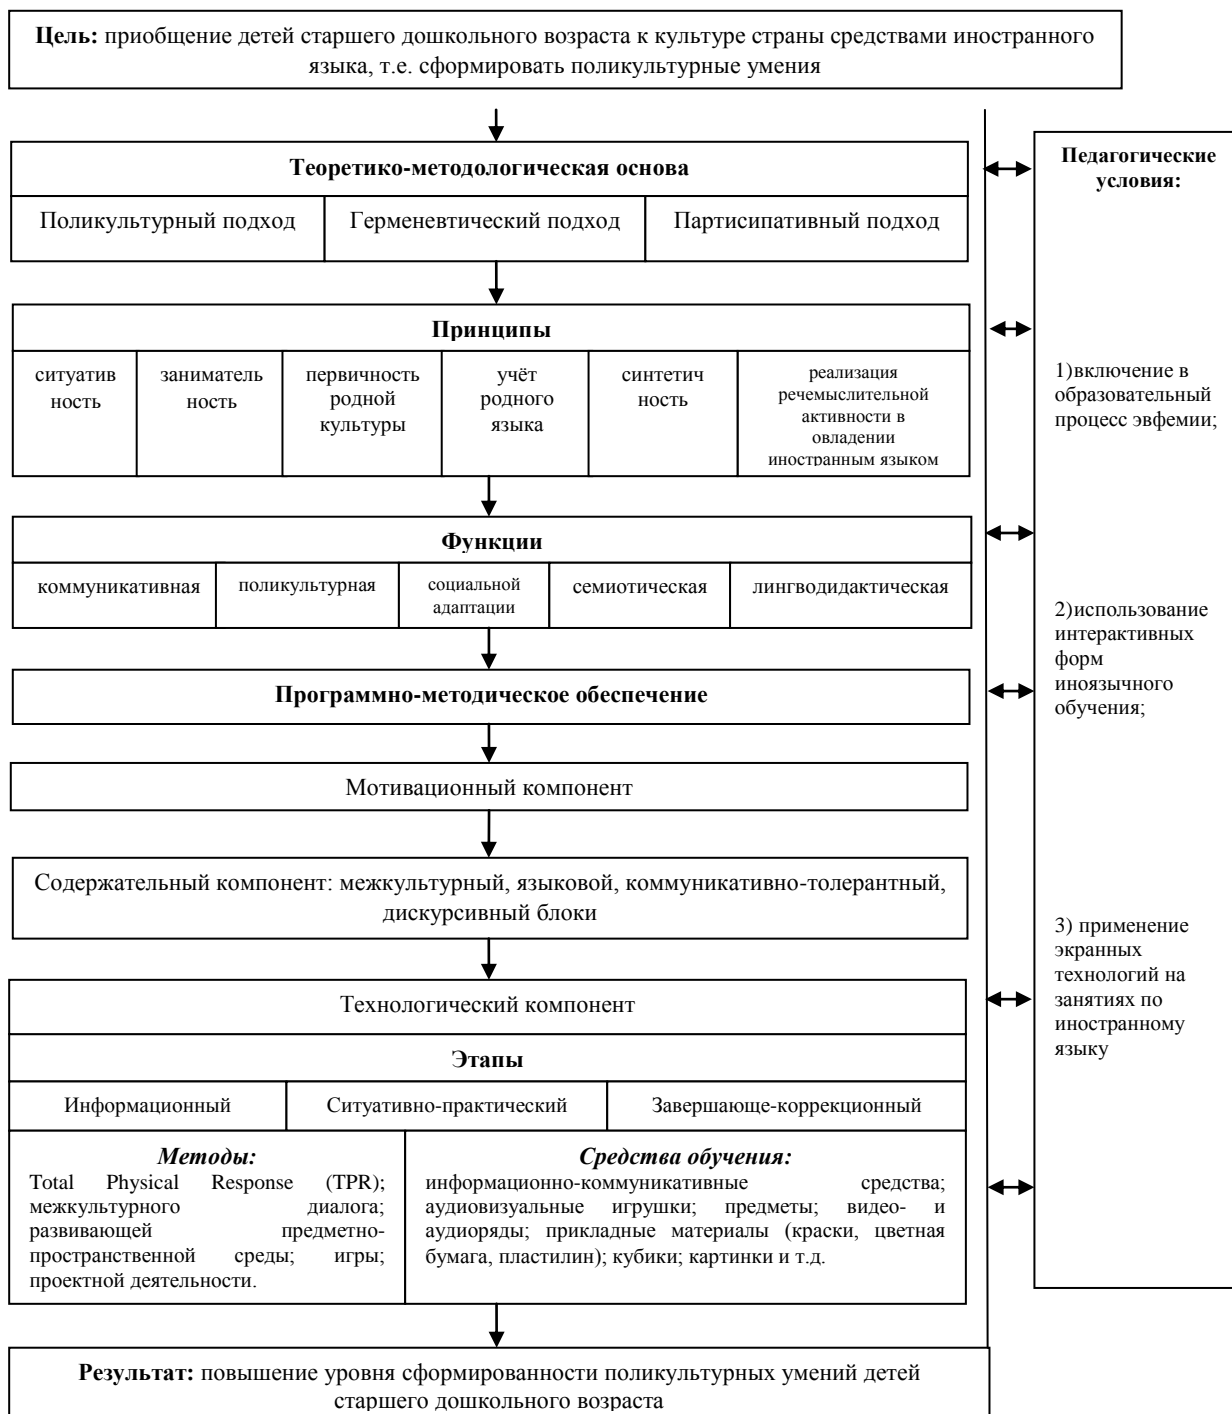 Цель: приобщение детей старшего дошкольного возраста к культуре страны средствами иностранного
языка, т.е. сформировать поликультурные умения
Теоретико-методологическая основа
Поликультурный подход
Герменевтический подход
Партисипативный подход
Принципы
ситуатив
ность
заниматель
ность
первичность
родной
культуры
учёт
родного
языка
синтетич
ность
реализация
речемыслительной
активности в
овладении
иностранным языком
Функции
коммуникативная
поликультурная
социальной
адаптации
семиотическая
лингводидактическая
Программно-методическое обеспечение
Мотивационный компонент
Содержательный компонент: межкультурный, языковой, коммуникативно-толерантный,
дискурсивный блоки
Технологический компонент
Этапы
Информационный
Ситуативно-практический
Завершающе-коррекционный
Методы:
Total Physical Response (TPR);
межкультурного диалога;
развивающей предметно-
пространственной среды; игры;
проектной деятельности.
Средства обучения:
информационно-коммуникативные средства;
аудиовизуальные игрушки; предметы; видео- и
аудиоряды; прикладные материалы (краски, цветная
бумага, пластилин); кубики; картинки и т.д.
Результат: повышение уровня сформированности поликультурных умений детей
старшего дошкольного возраста
Педагогические
условия:
1)включение в
образовательный
процесс эвфемии;
2)использование
интерактивных
форм
иноязычного
обучения;
3) применение
экранных
технологий на
занятиях по
иностранному
языку